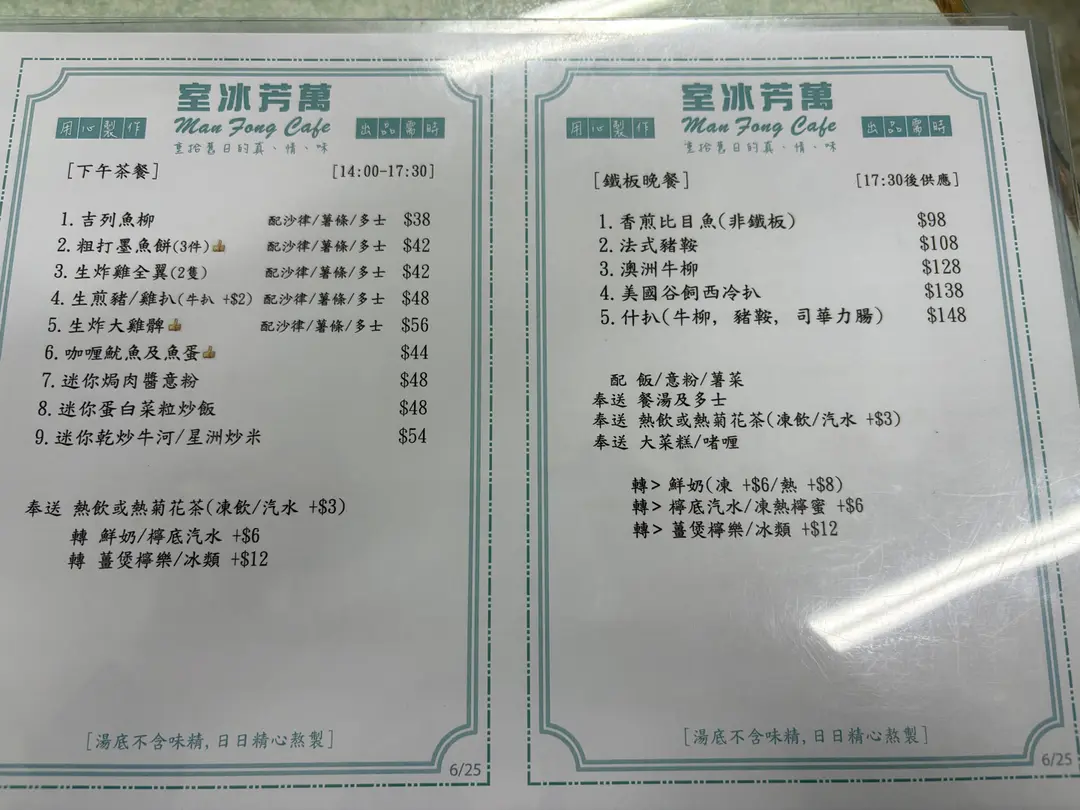 室冰芳萬
用心製作
Man Fong Cafe
出品需時
重拾舊日的真、情、味
[下午茶餐] [14:00-17:30]
1. 吉列魚柳 配沙律/薯條/多士 $38
2. 粗打墨魚餅(3件)👍 配沙律/薯條/多士 $42
3. 生炸雞全翼(2隻) 配沙律/薯條/多士 $42
4. 生煎豬/雞扒(牛扒 +$2) 配沙律/薯條/多士 $48
5. 生炸大雞髀👍 配沙律/薯條/多士 $56
6. 咖喱魷魚及魚蛋👍 $44
7. 迷你焗肉醬意粉 $48
8. 迷你蛋白菜粒炒飯 $48
9. 迷你乾炒牛河/星洲炒米 $54
奉送 熱飲或熱菊花茶(凍飲/汽水 +$3)
轉 鮮奶/檸底汽水 +$6
轉 薑煲檸樂/冰類 +$12
[湯底不含味精,日日精心熬製]
6/25
室冰芳萬
用心製作
Man Fong Cafe
出品需時
重拾舊日的真、情、味
[鐵板晚餐] [17:30後供應]
1. 香煎比目魚(非鐵板) $98
2. 法式豬鞍 $108
3. 澳洲牛柳 $128
4. 美國谷飼西冷扒 $138
5. 什扒(牛柳, 豬鞍, 司華力腸) $148
配 飯/意粉/薯菜
奉送 餐湯及多士
奉送 熱飲或熱菊花茶(凍飲/汽水 +$3)
奉送 大菜糕/啫喱
轉> 鮮奶(凍 +$6/熱 +$8)
轉> 檸底汽水/凍熱檸蜜 +$6
轉> 薑煲檸樂/冰類 +$12
[湯底不含味精,日日精心熬製]
6/25